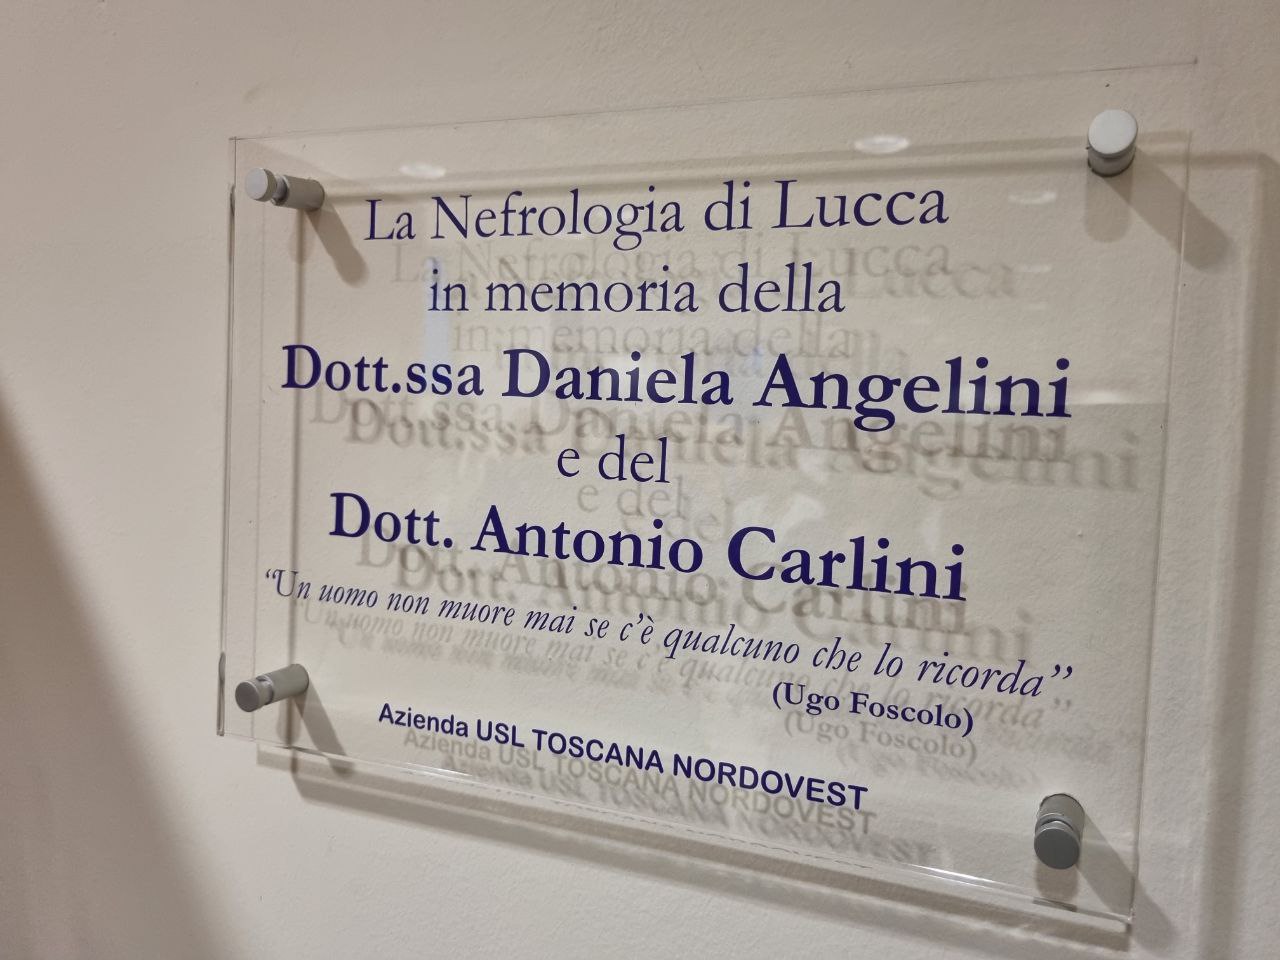 La Nefrologia di Lucca
in memoria della
Dott.ssa Daniela Angelini
e del
Dott. Antonio Carlini
“Un uomo non muore mai se c’è qualcuno che lo ricorda”
(Ugo Foscolo)
Azienda USL TOSCANA NORDOVEST